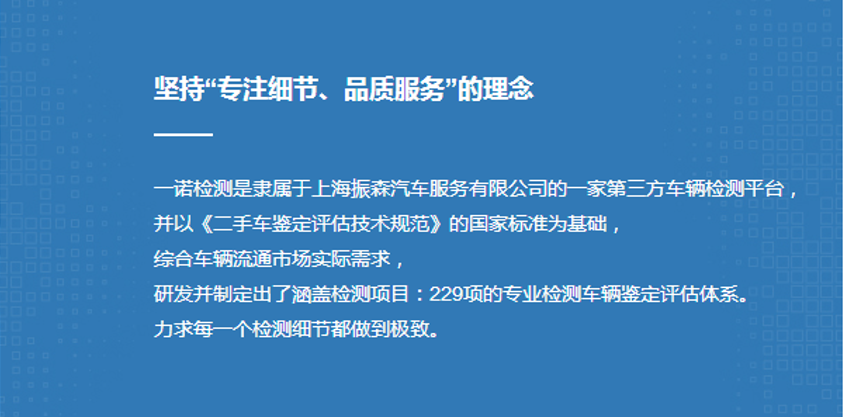 坚持“专注细节、品质服务”的理念
一诺检测是隶属于上海振森汽车服务有限公司的一家第三方车辆检测平台，
并以《二手车鉴定评估技术规范》的国家标准为基础，
综合车辆流通市场实际需求，
研发并制定出了涵盖检测项目：229项的专业检测车辆鉴定评估体系。
力求每一个检测细节都做到极致。